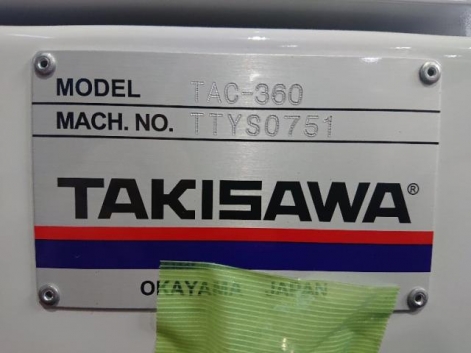 MODEL TAC-360
MACH. NO. TTYS0751
TAKISAWA®
OKAYAMA JAPAN